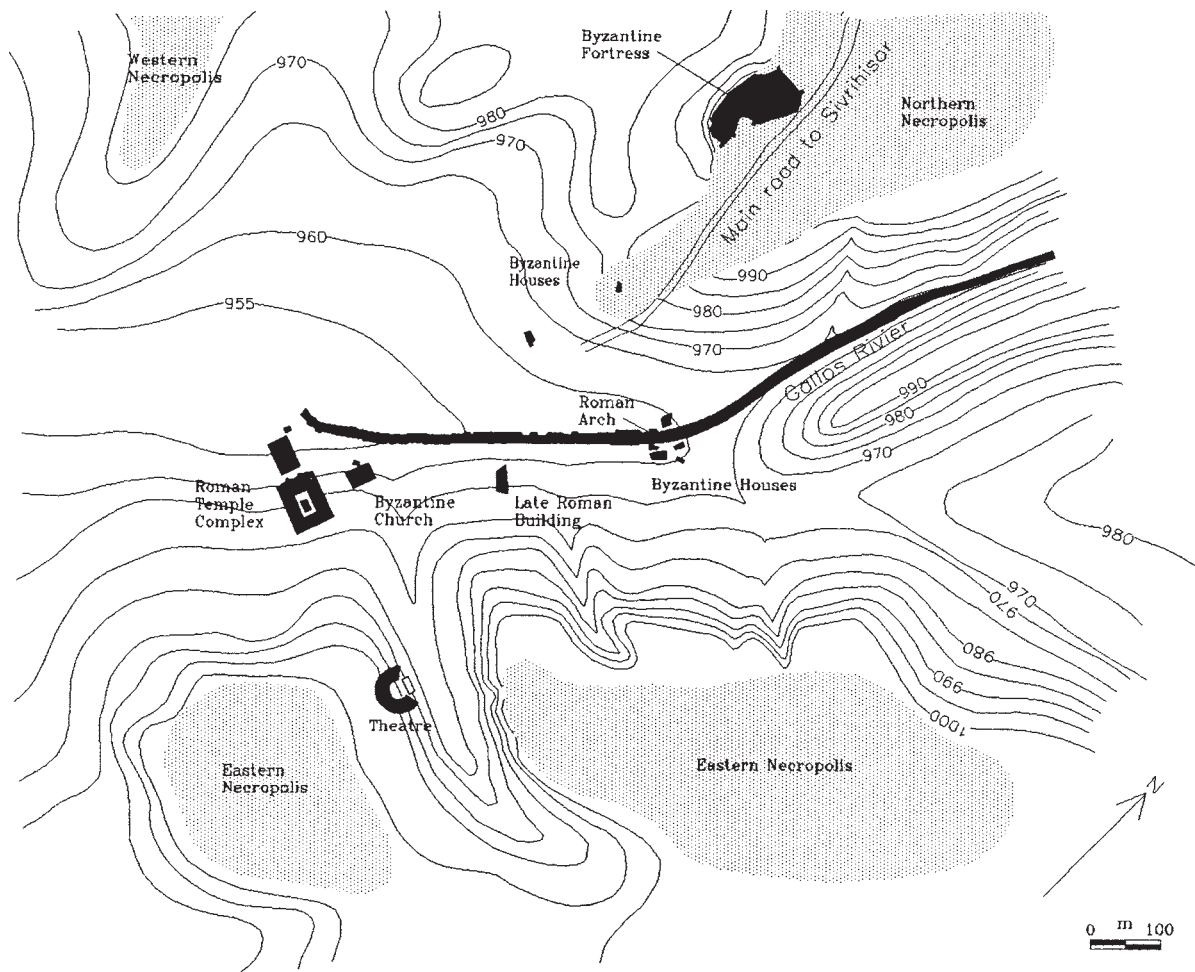 Western
Necropolis
970
980
970
Byzantine
Fortress
Main road to Sivrihisor
Northern
Necropolis
960
Byzantine
Houses
955
990
980
970
Gallos Rivier
990
980
970
Roman
Arch
Byzantine Houses
Roman
Temple
Complex
Byzantine
Church
Late Roman
Building
980
970
970
980
990
1000
Theatre
Eastern
Necropolis
Eastern Necropolis
N
0 m 100